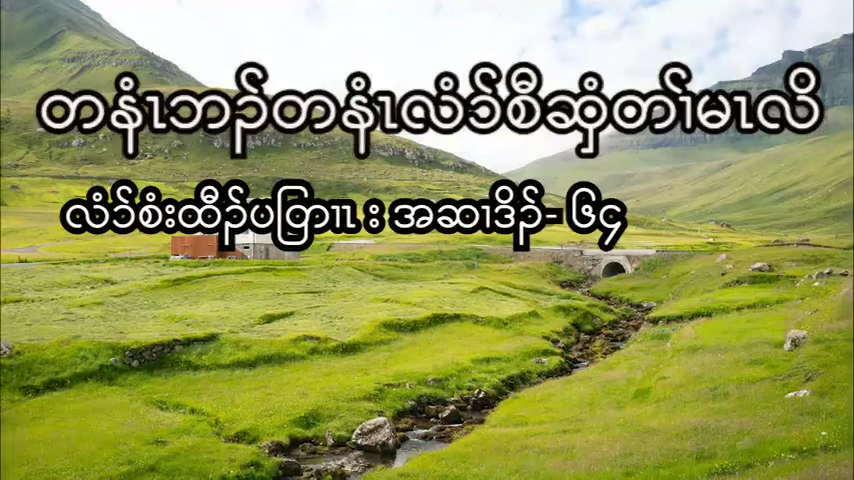 တနံၤဘၣ်တနံၤလံာ်စီဆှံတၢ်မၤလိ
လံာ်စံးထီၣ်ပတြၢၤ : အဆၢဒိၣ်- ၆၄